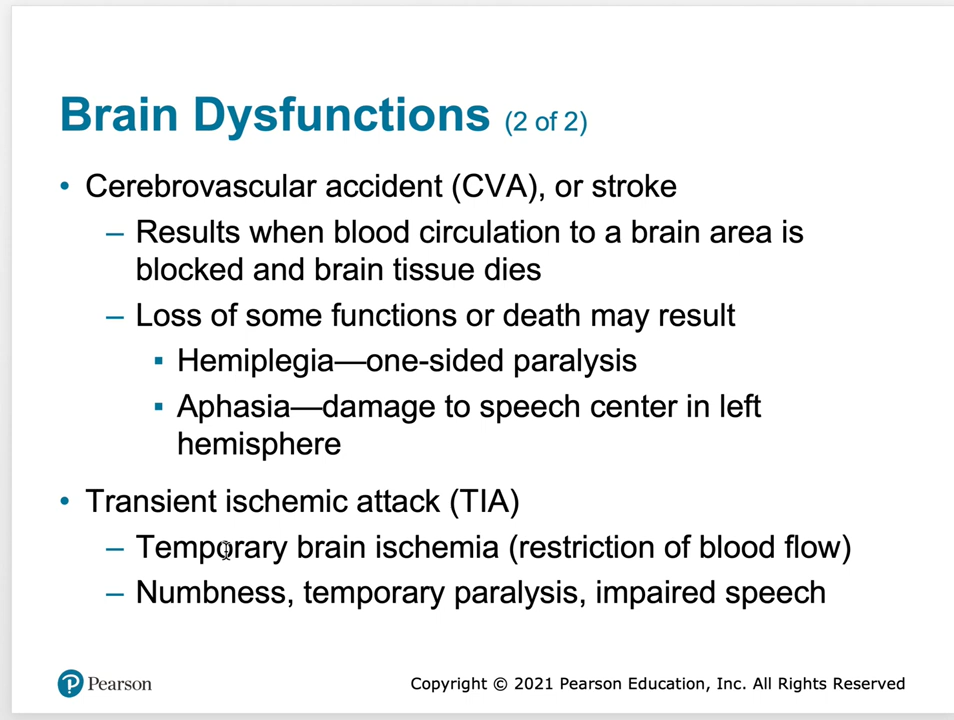 Brain Dysfunctions (2 of 2)
• Cerebrovascular accident (CVA), or stroke
– Results when blood circulation to a brain area is
blocked and brain tissue dies
– Loss of some functions or death may result
▪ Hemiplegia—one-sided paralysis
▪ Aphasia—damage to speech center in left
hemisphere
• Transient ischemic attack (TIA)
– Temporary brain ischemia (restriction of blood flow)
– Numbness, temporary paralysis, impaired speech
Pearson
Copyright © 2021 Pearson Education, Inc. All Rights Reserved